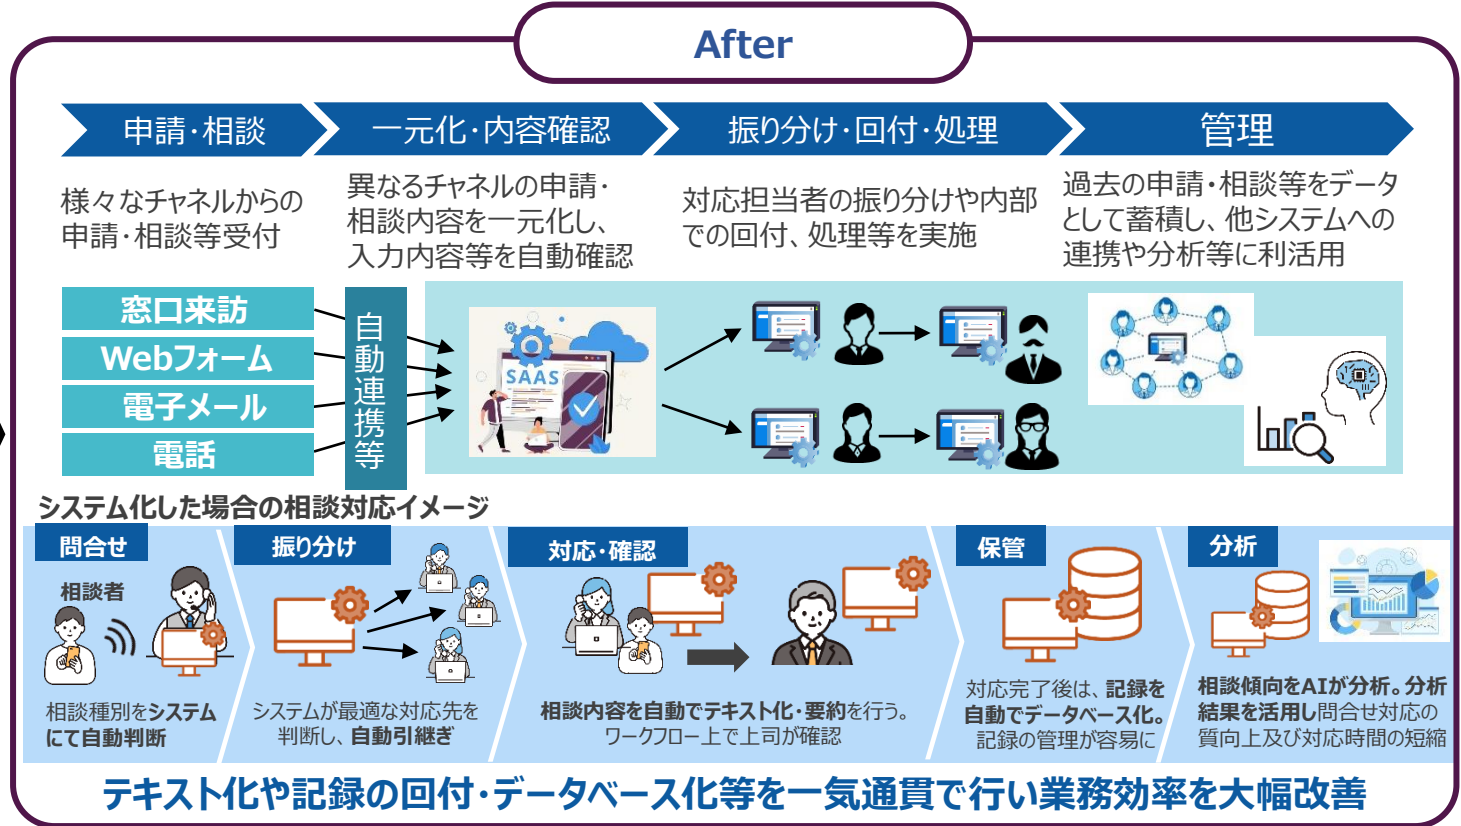 After
申請・相談
一元化・内容確認
振り分け・回付・処理
管理
様々なチャネルからの
申請・相談等受付
異なるチャネルの申請・
相談内容を一元化し、
入力内容等を自動確認
対応担当者の振り分けや内部
での回付、処理等を実施
過去の申請・相談等をデータ
として蓄積し、他システムへの
連携や分析等に利活用
窓口来訪
Webフォーム
電子メール
電話
自動連携等
SAAS
システム化した場合の相談対応イメージ
問合せ
相談者
相談種別をシステム
にて自動判断
振り分け
システムが最適な対応先を
判断し、自動引継ぎ
対応・確認
相談内容を自動でテキスト化・要約を行う。
ワークフロー上で上司が確認
保管
対応完了後は、記録を
自動でデータベース化。
記録の管理が容易に
分析
相談傾向をAIが分析。分析
結果を活用し問合せ対応の
質向上及び対応時間の短縮
テキスト化や記録の回付・データベース化等を一気通貫で行い業務効率を大幅改善